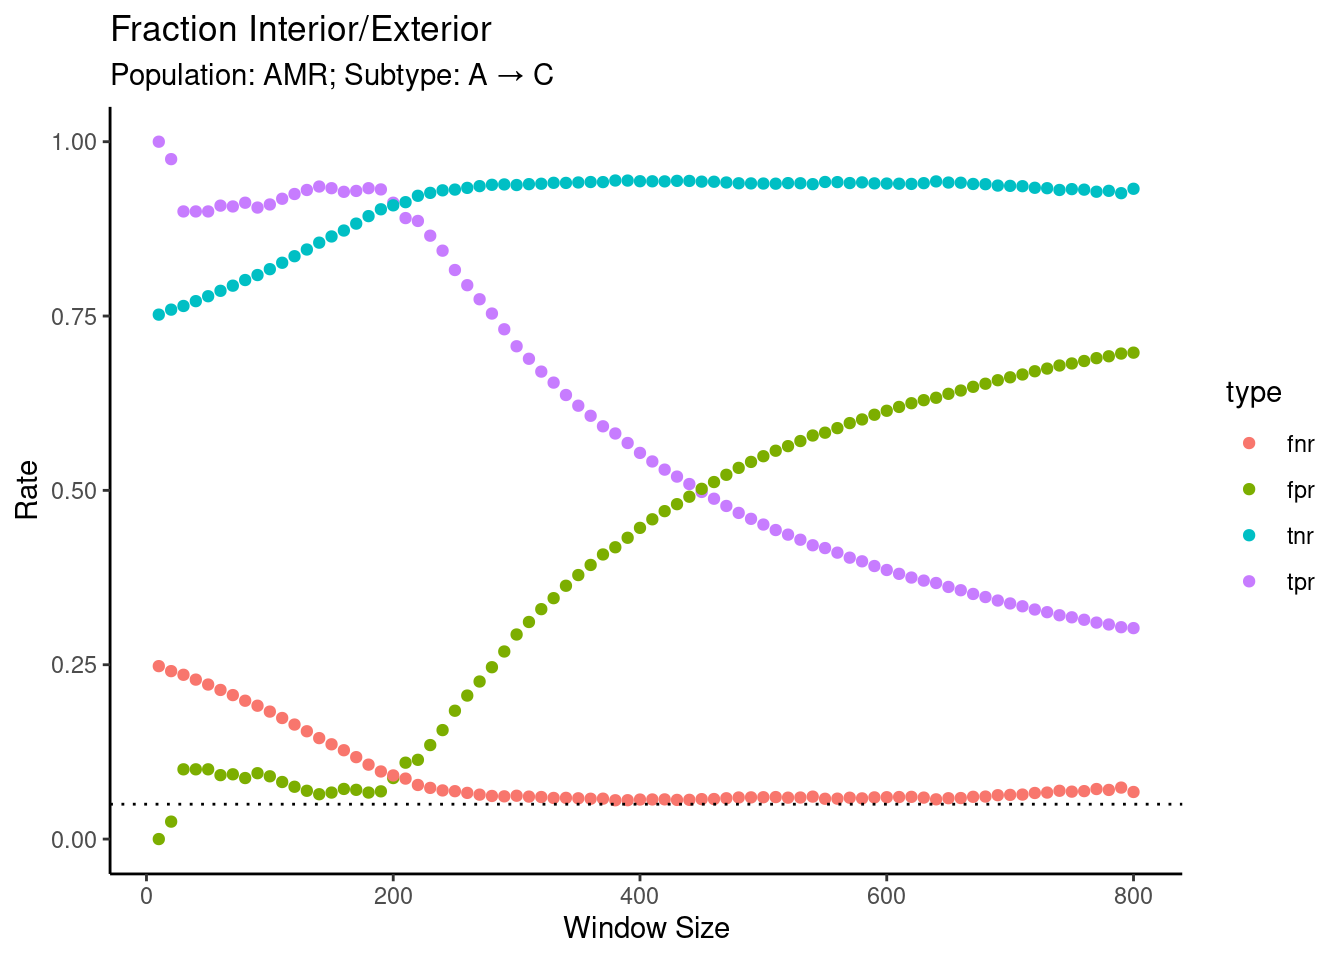 Fraction Interior/Exterior
Population: AMR; Subtype: A → C
1.00
0.75
0.50
0.25
0.00
Rate
0
200
400
600
800
Window Size
type
fnr
fpr
tnr
tpr